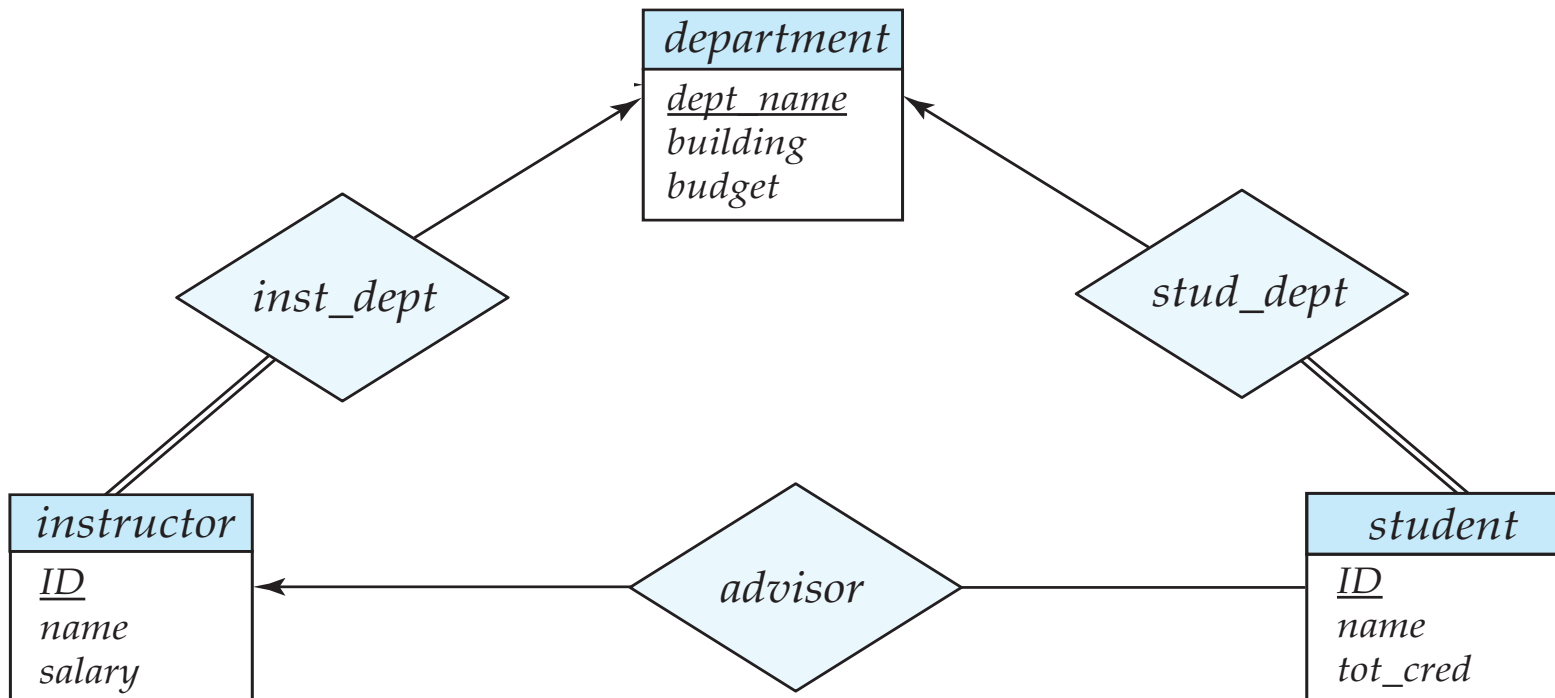 department
dept_name
building
budget
inst_dept
stud_dept
instructor
ID
name
salary
advisor
student
ID
name
tot_cred